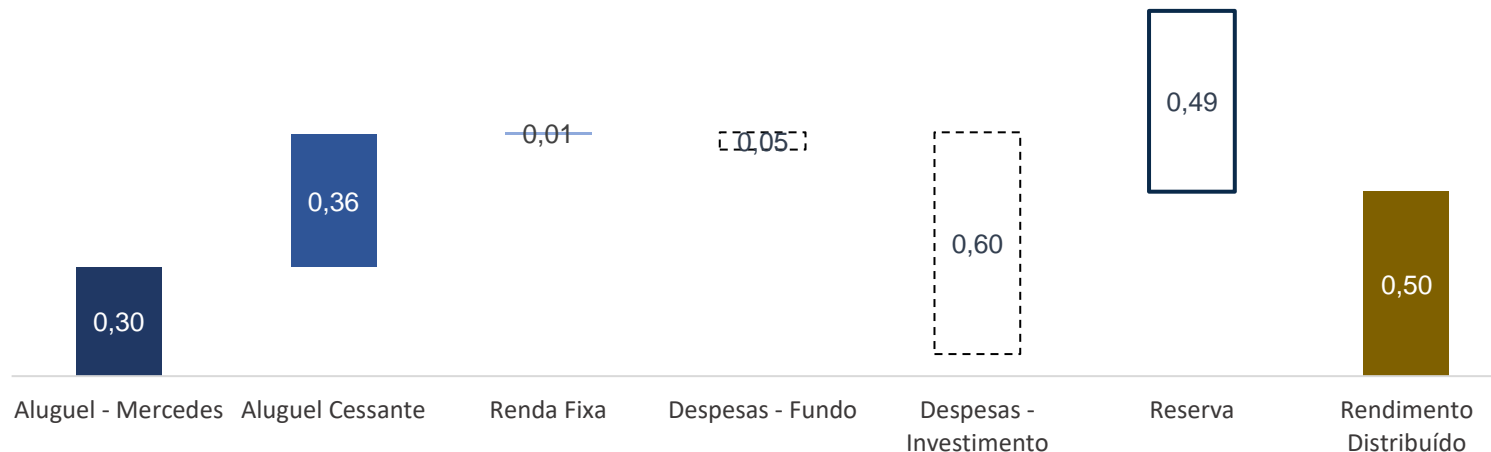 0,49
0,01
0,05
0,36
0,60
0,50
0,30
Aluguel - Mercedes
Aluguel Cessante
Renda Fixa
Despesas - Fundo
Despesas -
Investimento
Reserva
Rendimento
Distribuído